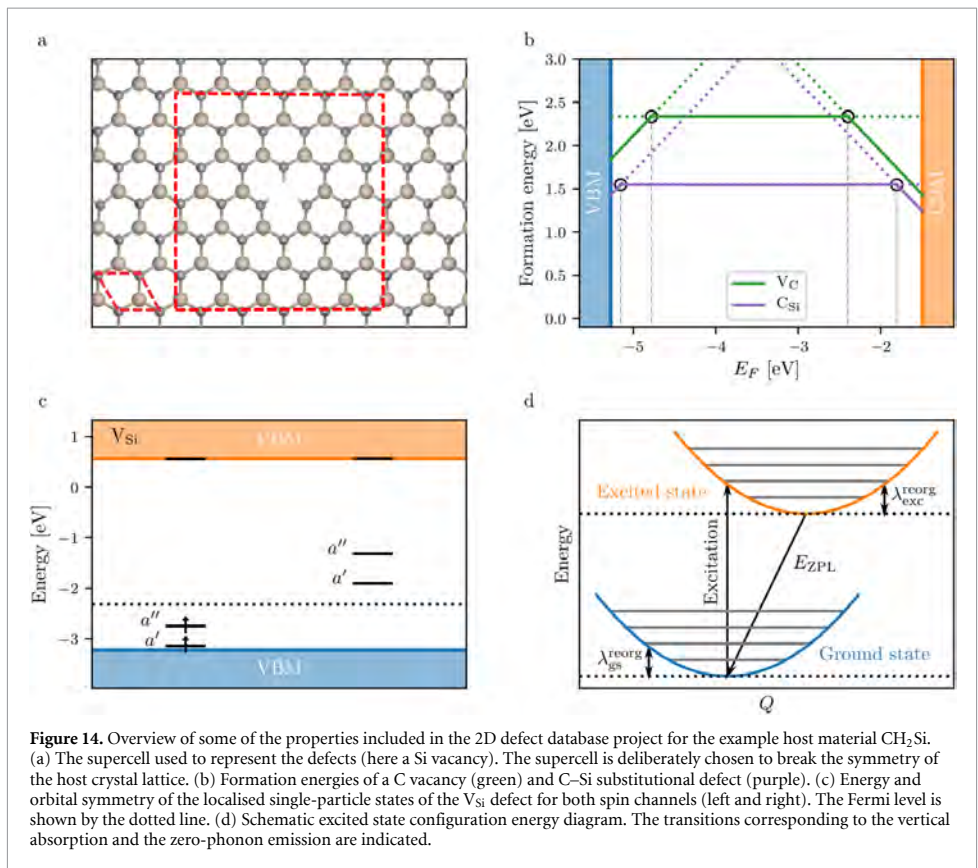 a
b
Formation energy [eV]
3.0
2.5
2.0
1.5
1.0
0.5
0.0
VBM
CBM
V_C
C_Si
−5
−4
−3
−2
E_F [eV]
c
Energy [eV]
1
0
−1
−2
−3
V_Si
VBM
a″
a′
a″
a′
VBM
d
Energy
Excited state
λ_exc^reorg
Excitation
E_ZPL
λ_gs^reorg
Ground state
Q
Figure 14. Overview of some of the properties included in the 2D defect database project for the example host material CH₂Si.
(a) The supercell used to represent the defects (here a Si vacancy). The supercell is deliberately chosen to break the symmetry of
the host crystal lattice. (b) Formation energies of a C vacancy (green) and C–Si substitutional defect (purple). (c) Energy and
orbital symmetry of the localised single-particle states of the V_Si defect for both spin channels (left and right). The Fermi level is
shown by the dotted line. (d) Schematic excited state configuration energy diagram. The transitions corresponding to the vertical
absorption and the zero-phonon emission are indicated.